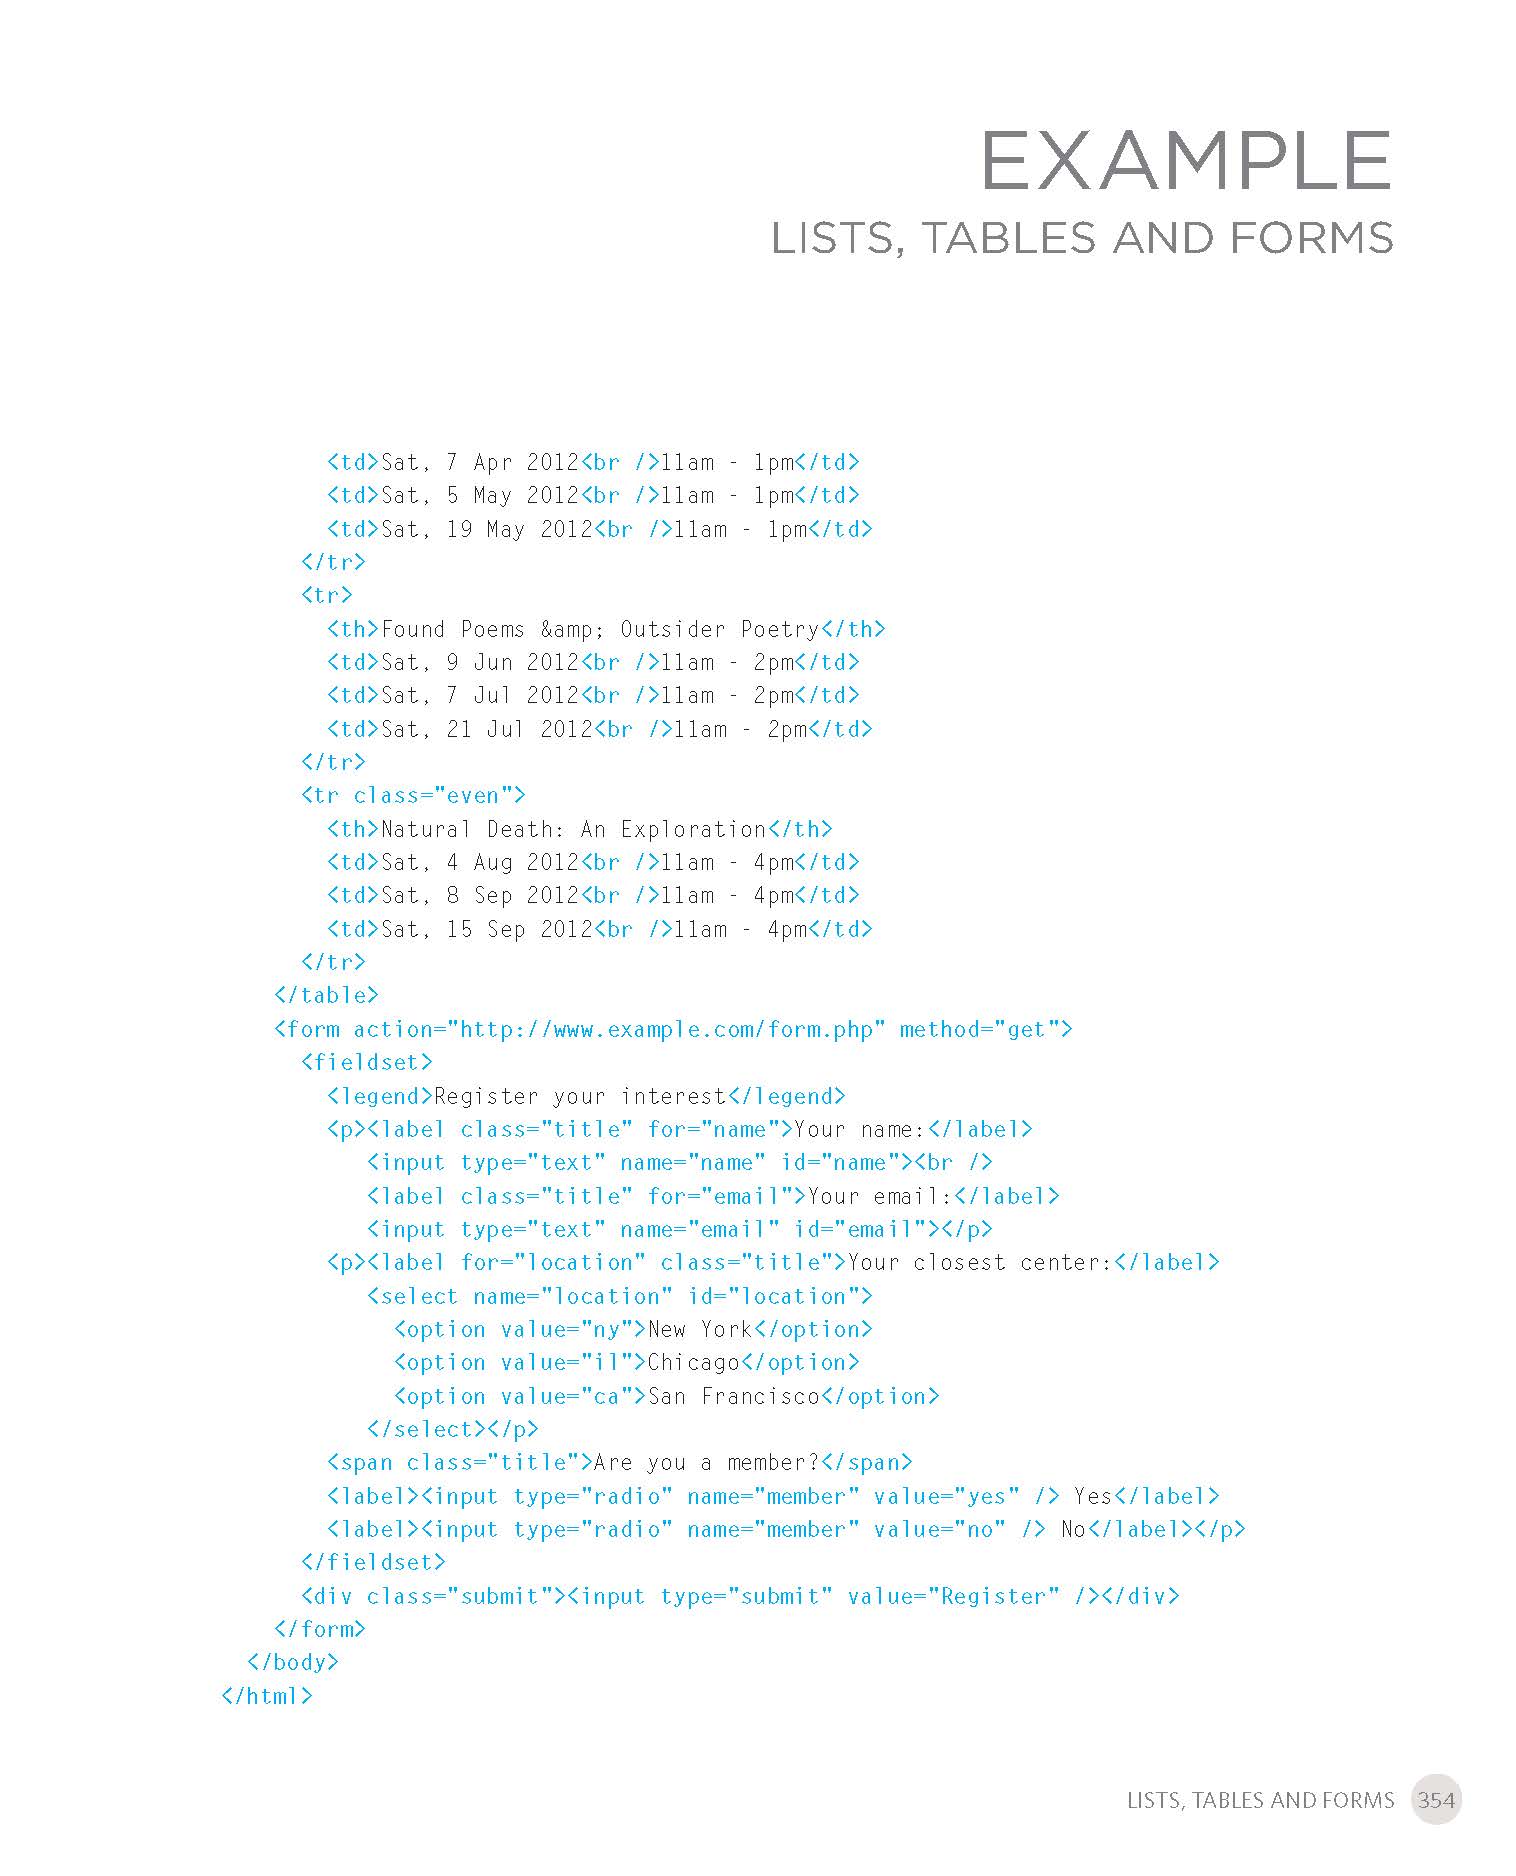 EXAMPLE
LISTS, TABLES AND FORMS
<td>Sat, 7 Apr 2012<br />11am - 1pm</td>
<td>Sat, 5 May 2012<br />11am - 1pm</td>
<td>Sat, 19 May 2012<br />11am - 1pm</td>
</tr>
<tr>
<th>Found Poems &amp; Outsider Poetry</th>
<td>Sat, 9 Jun 2012<br />11am - 2pm</td>
<td>Sat, 7 Jul 2012<br />11am - 2pm</td>
<td>Sat, 21 Jul 2012<br />11am - 2pm</td>
</tr>
<tr class="even">
<th>Natural Death: An Exploration</th>
<td>Sat, 4 Aug 2012<br />11am - 4pm</td>
<td>Sat, 8 Sep 2012<br />11am - 4pm</td>
<td>Sat, 15 Sep 2012<br />11am - 4pm</td>
</tr>
</table>
<form action="http://www.example.com/form.php" method="get">
<fieldset>
<legend>Register your interest</legend>
<p><label class="title" for="name">Your name:</label>
<input type="text" name="name" id="name"><br />
<label class="title" for="email">Your email:</label>
<input type="text" name="email" id="email"></p>
<p><label for="location" class="title">Your closest center:</label>
<select name="location" id="location">
<option value="ny">New York</option>
<option value="il">Chicago</option>
<option value="ca">San Francisco</option>
</select></p>
<span class="title">Are you a member?</span>
<label><input type="radio" name="member" value="yes" /> Yes</label>
<label><input type="radio" name="member" value="no" /> No</label></p>
</fieldset>
<div class="submit"><input type="submit" value="Register" /></div>
</form>
</body>
</html>
LISTS, TABLES AND FORMS 354